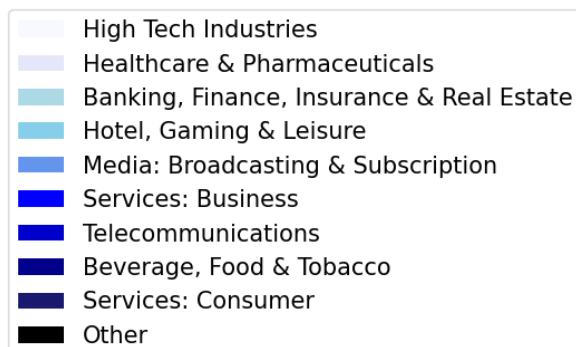 High Tech Industries
Healthcare & Pharmaceuticals
Banking, Finance, Insurance & Real Estate
Hotel, Gaming & Leisure
Media: Broadcasting & Subscription
Services: Business
Telecommunications
Beverage, Food & Tobacco
Services: Consumer
Other